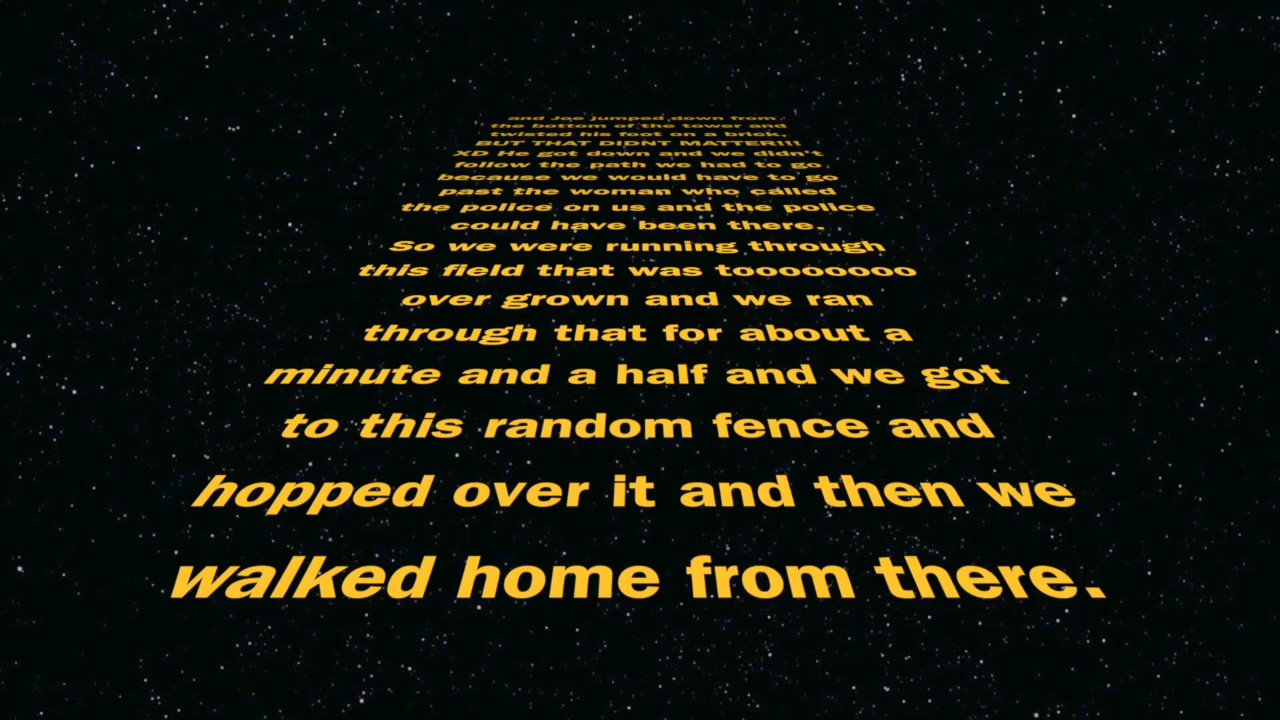 and Joe jumped down from
the bottom of the tower and
twisted his foot on a brick,
BUT THAT DIDNT MATTER!!!
XD He got down and we didn't
follow the path we had to go
because we would have to go
past the woman who called
the police on us and the police
could have been there.
So we were running through
this field that was toooooooo
over grown and we ran
through that for about a
minute and a half and we got
to this random fence and
hopped over it and then we
walked home from there.